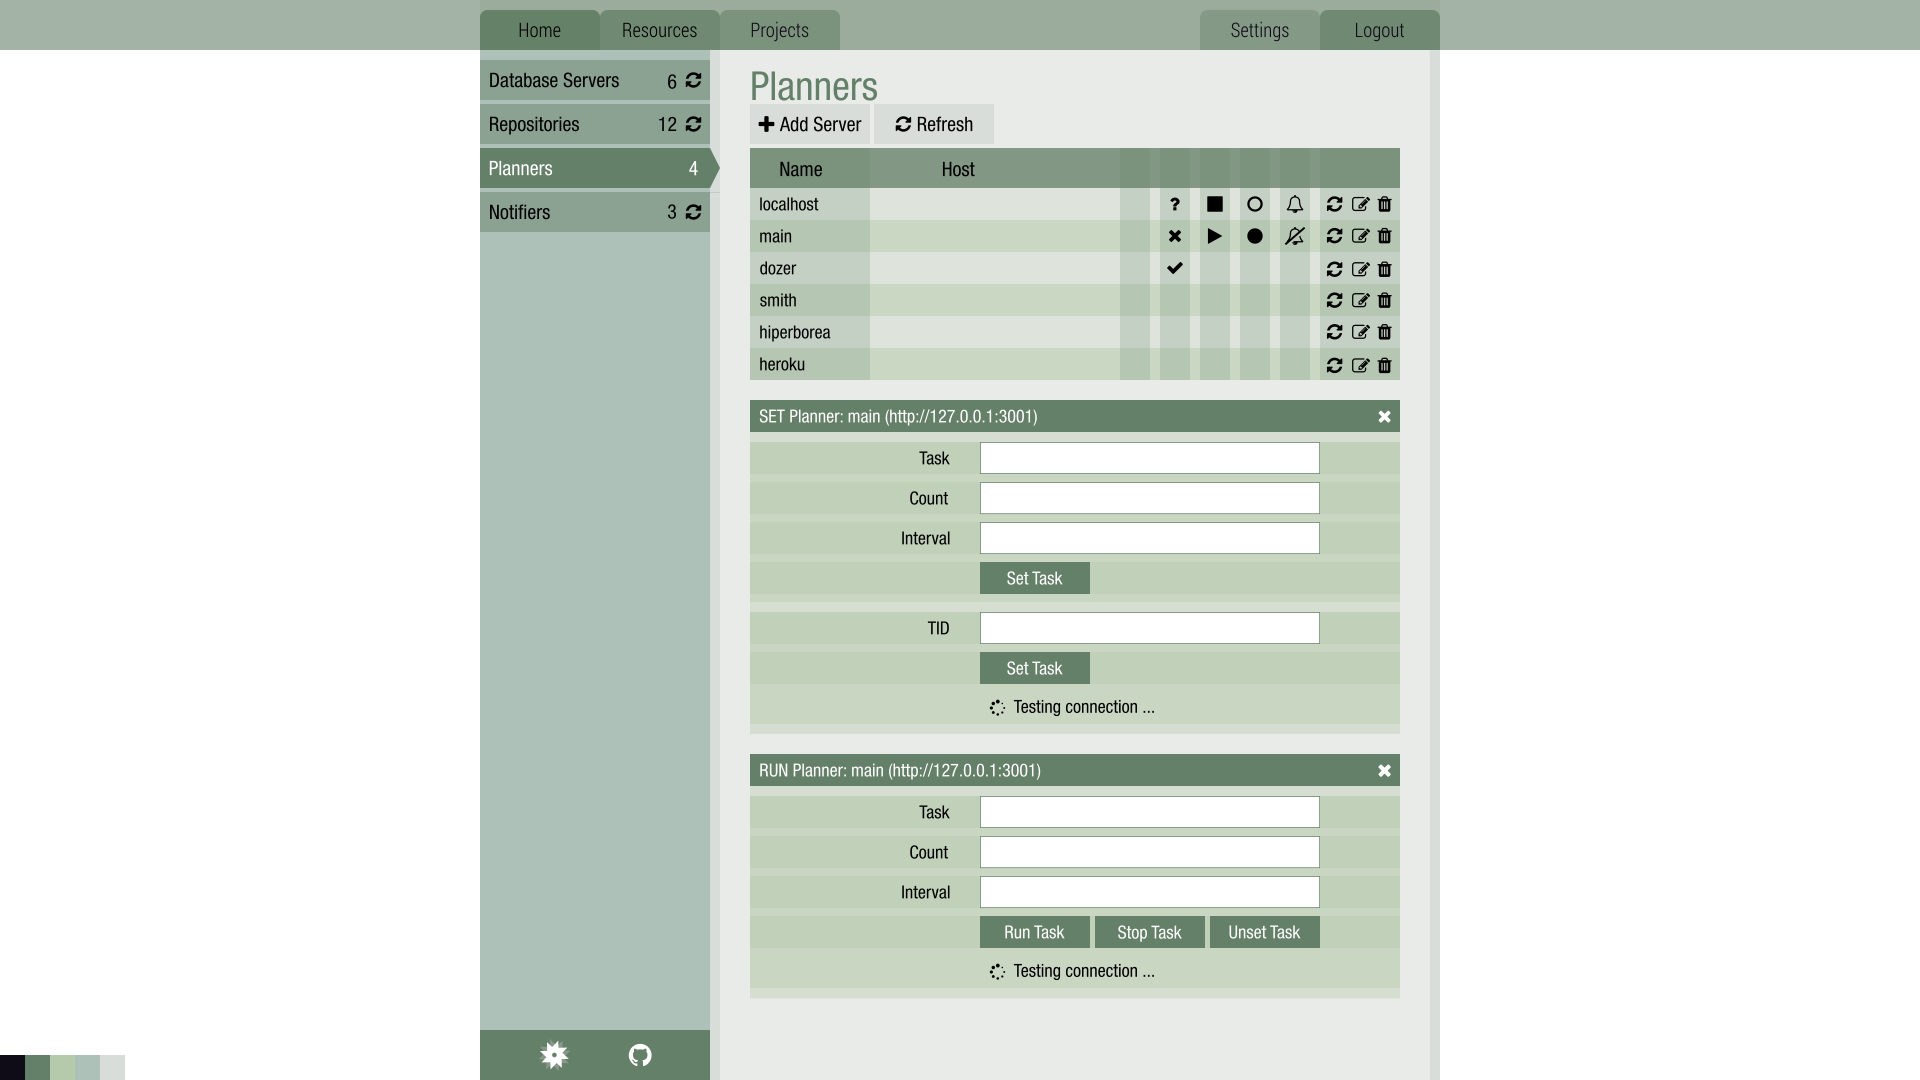 Home Resources Projects Settings Logout
Database Servers 6
Repositories 12
Planners 4
Notifiers 3
Planners
Add Server Refresh
Name Host
localhost ?
main
dozer
smith
hiperborea
heroku
SET Planner: main (http://127.0.0.1:3001)
Task
Count
Interval
Set Task
TID
Set Task
Testing connection ...
RUN Planner: main (http://127.0.0.1:3001)
Task
Count
Interval
Run Task Stop Task Unset Task
Testing connection ...